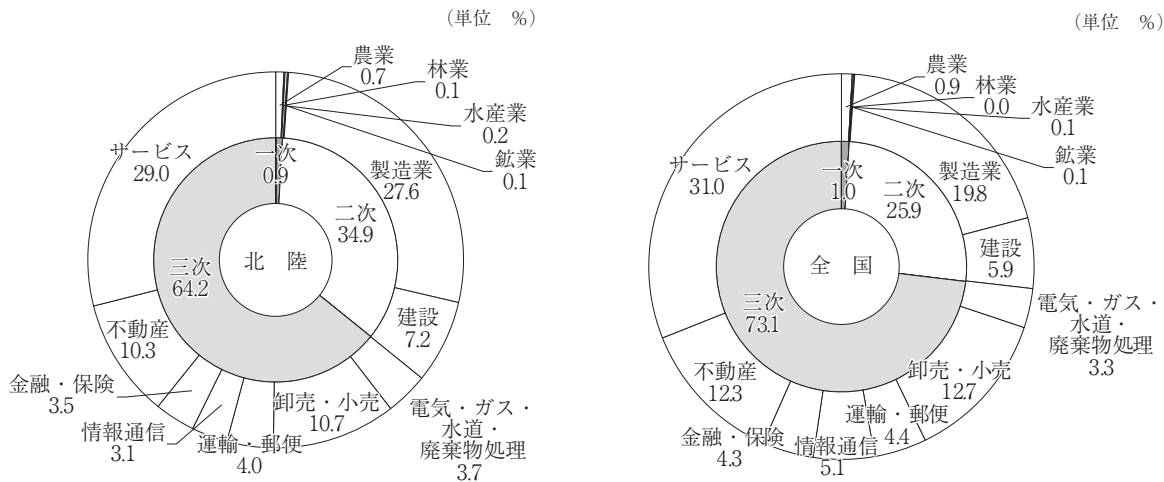 (単位 %)
農業
0.7
林業
0.1
水産業
0.2
鉱業
0.1
サービス
29.0
一次
0.9
製造業
27.6
二次
34.9
北 陸
三次
64.2
建設
7.2
不動産
10.3
金融・保険
3.5
情報通信
3.1
運輸・郵便
4.0
卸売・小売
10.7
電気・ガス・
水道・
廃棄物処理
3.7
(単位 %)
農業
0.9
林業
0.0
水産業
0.1
鉱業
0.1
サービス
31.0
一次
1.0
製造業
19.8
二次
25.9
全 国
三次
73.1
建設
5.9
電気・ガス・
水道・
廃棄物処理
3.3
不動産
12.3
卸売・小売
12.7
運輸・郵便
4.4
金融・保険
4.3
情報通信
5.1